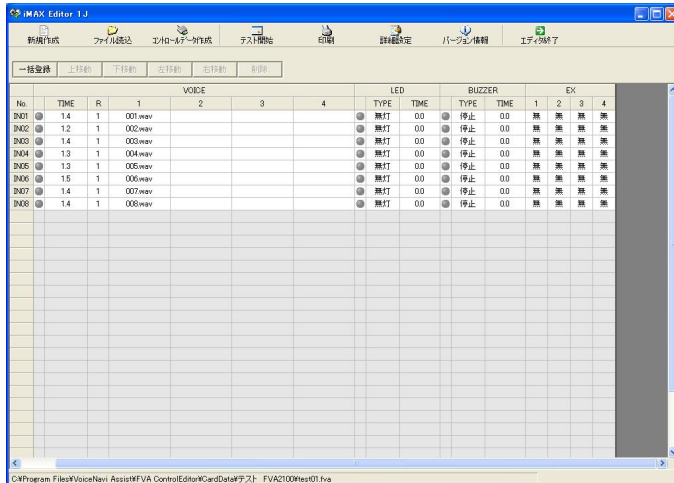 iMAX Editor 1J
新規作成 ファイル読込 コントロールデータ作成 テスト開始 印刷 詳細設定 バージョン情報 エディタ終了
一括登録 上移動 下移動 左移動 右移動 削除
VOICE LED BUZZER EX
No. TIME R 1 2 3 4 TYPE TIME TYPE TIME 1 2 3 4
IN01 1.4 1 001.wav 無灯 0.0 停止 0.0 無 無 無 無
IN02 1.2 1 002.wav 無灯 0.0 停止 0.0 無 無 無 無
IN03 1.4 1 003.wav 無灯 0.0 停止 0.0 無 無 無 無
IN04 1.3 1 004.wav 無灯 0.0 停止 0.0 無 無 無 無
IN05 1.3 1 005.wav 無灯 0.0 停止 0.0 無 無 無 無
IN06 1.5 1 006.wav 無灯 0.0 停止 0.0 無 無 無 無
IN07 1.4 1 007.wav 無灯 0.0 停止 0.0 無 無 無 無
IN08 1.4 1 008.wav 無灯 0.0 停止 0.0 無 無 無 無
C:¥Program Files¥VoiceNavi Assist¥FVA ControlEditor¥CardData¥テスト FVA2100¥test01.fva